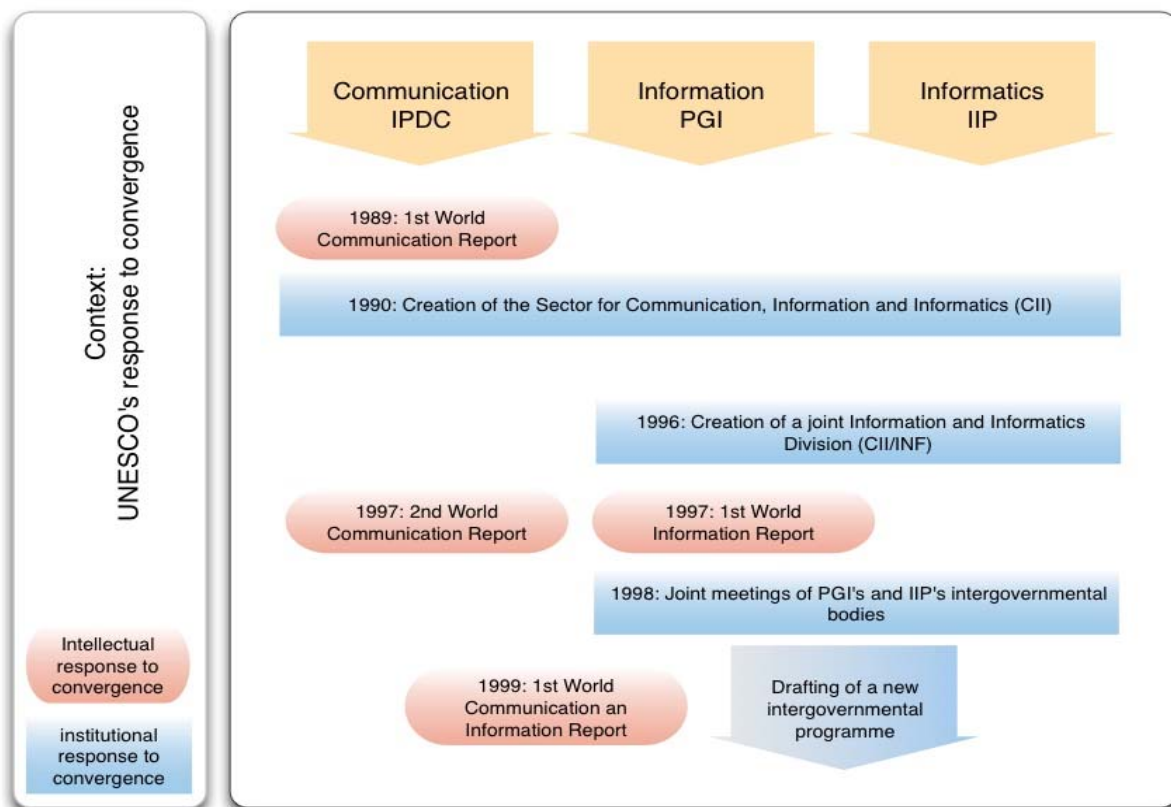 Context:
UNESCO's response to convergence
Intellectual
response to
convergence
institutional
response to
convergence
Communication
IPDC
Information
PGI
Informatics
IIP
1989: 1st World
Communication Report
1990: Creation of the Sector for Communication, Information and Informatics (CII)
1996: Creation of a joint Information and Informatics
Division (CII/INF)
1997: 2nd World
Communication Report
1997: 1st World
Information Report
1998: Joint meetings of PGI's and IIP's intergovernmental
bodies
1999: 1st World
Communication an
Information Report
Drafting of a new
intergovernmental
programme